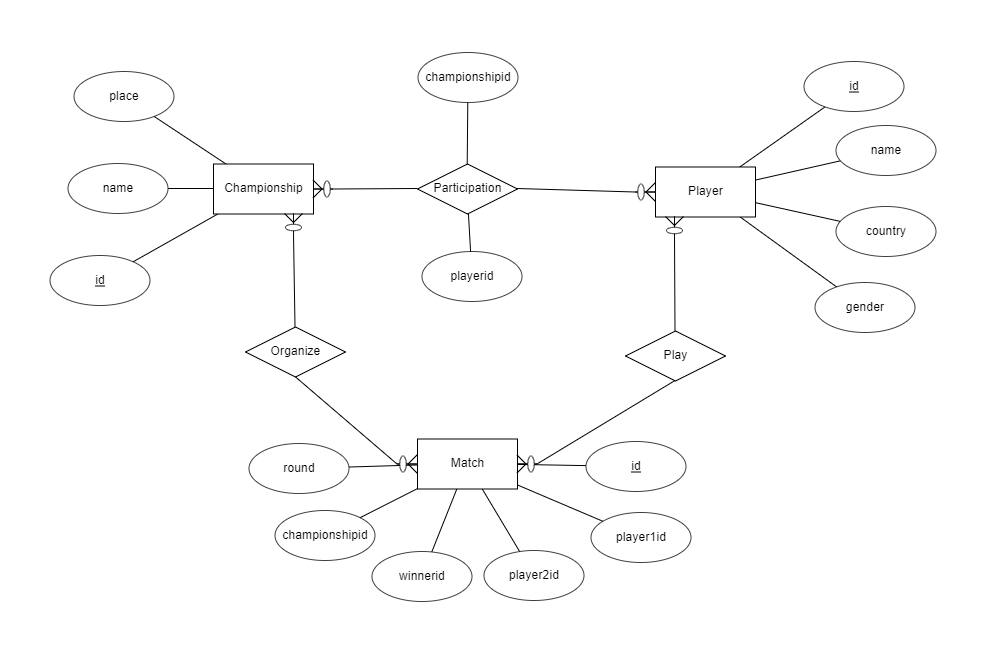 championshipid
id
place
name
name
Championship
Participation
Player
country
id
playerid
gender
Organize
Play
Match
round
id
championshipid
player1id
winnerid
player2id